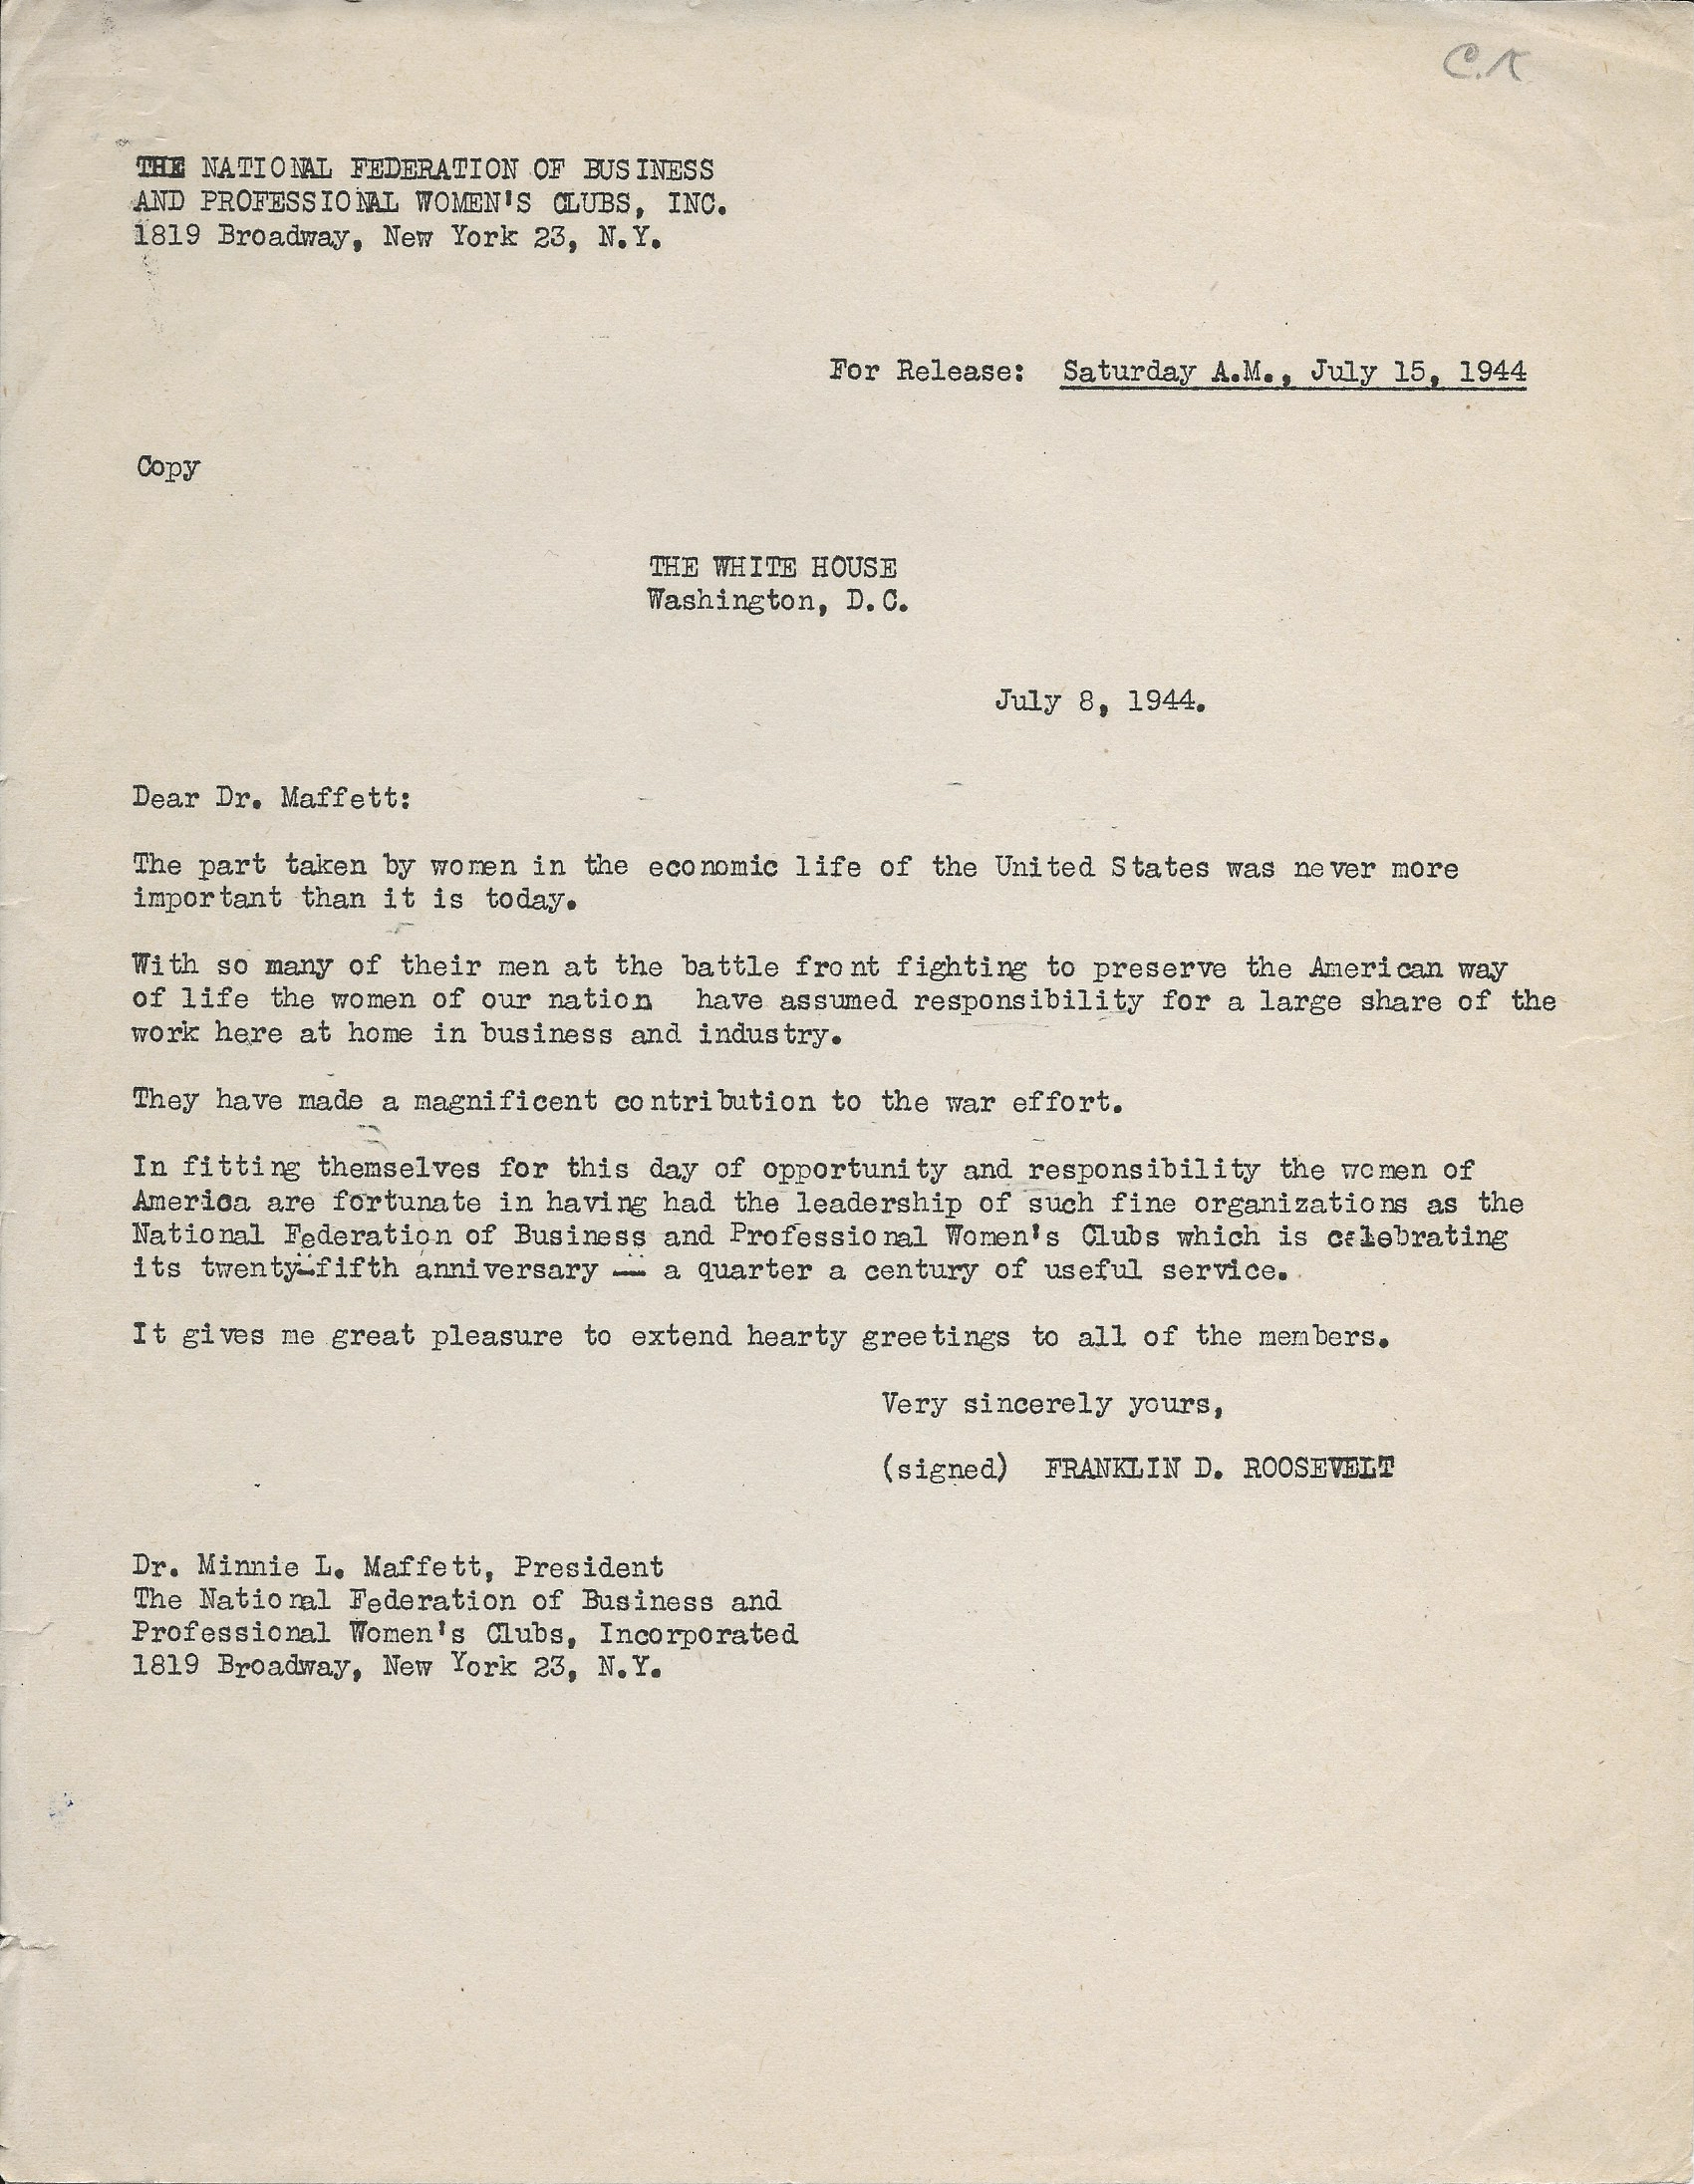 C.K
THE NATIONAL FEDERATION OF BUSINESS
AND PROFESSIONAL WOMEN'S CLUBS, INC.
1819 Broadway, New York 23, N.Y.
For Release: Saturday A.M., July 15, 1944
Copy
THE WHITE HOUSE
Washington, D.C.
July 8, 1944.
Dear Dr. Maffett:
The part taken by women in the economic life of the United States was never more
important than it is today.
With so many of their men at the battle front fighting to preserve the American way
of life the women of our nation have assumed responsibility for a large share of the
work here at home in business and industry.
They have made a magnificent contribution to the war effort.
In fitting themselves for this day of opportunity and responsibility the women of
America are fortunate in having had the leadership of such fine organizations as the
National Federation of Business and Professional Women's Clubs which is celebrating
its twenty-fifth anniversary — a quarter a century of useful service.
It gives me great pleasure to extend hearty greetings to all of the members.
Very sincerely yours,
(signed) FRANKLIN D. ROOSEVELT
Dr. Minnie L. Maffett, President
The National Federation of Business and
Professional Women's Clubs, Incorporated
1819 Broadway, New York 23, N.Y.